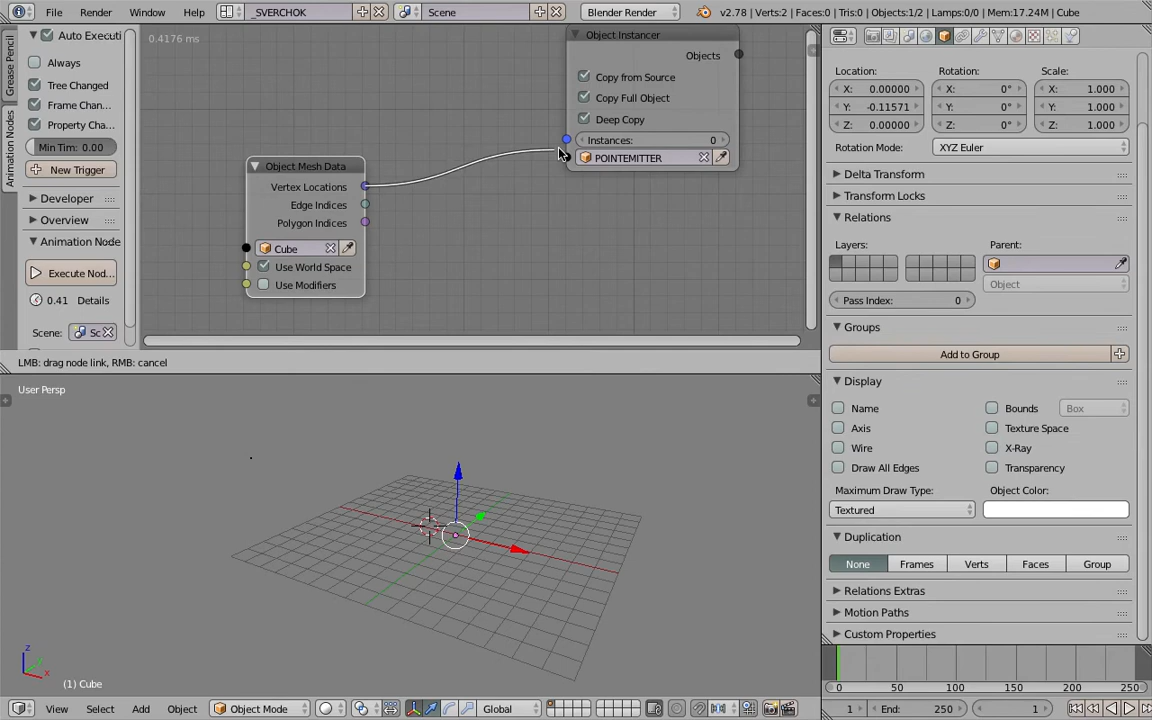 File Render Window Help _SVERCHOK Scene Blender Render v2.78 | Verts:2 | Faces:0 | Tris:0 | Objects:1/2 | Lamps:0/0 | Mem:17.24M | Cube
Grease Pencil
Animation Nodes
Auto Executi
Always
Tree Changed
Frame Chan...
Property Cha...
Min Tim: 0.00
New Trigger
Developer
Overview
Animation Node
Execute Nod...
0.41 Details
Scene: Sc
0.4176 ms
Object Instancer
Objects
Copy from Source
Copy Full Object
Deep Copy
Instances: 0
POINTEMITTER
Object Mesh Data
Vertex Locations
Edge Indices
Polygon Indices
Cube
Use World Space
Use Modifiers
LMB: drag node link, RMB: cancel
User Persp
z
x
(1) Cube
View Select Add Object Object Mode Global
Location: Rotation: Scale:
X: 0.00000 X: 0° X: 1.000
Y: -0.11571 Y: 0° Y: 1.000
Z: 0.00000 Z: 0° Z: 1.000
Rotation Mode: XYZ Euler
Delta Transform
Transform Locks
Relations
Layers: Parent:
Object
Pass Index: 0
Groups
Add to Group
Display
Name Bounds Box
Axis Texture Space
Wire X-Ray
Draw All Edges Transparency
Maximum Draw Type: Object Color:
Textured
Duplication
None Frames Verts Faces Group
Relations Extras
Motion Paths
Custom Properties
0 50 100 150 200 250
1 End: 250 1